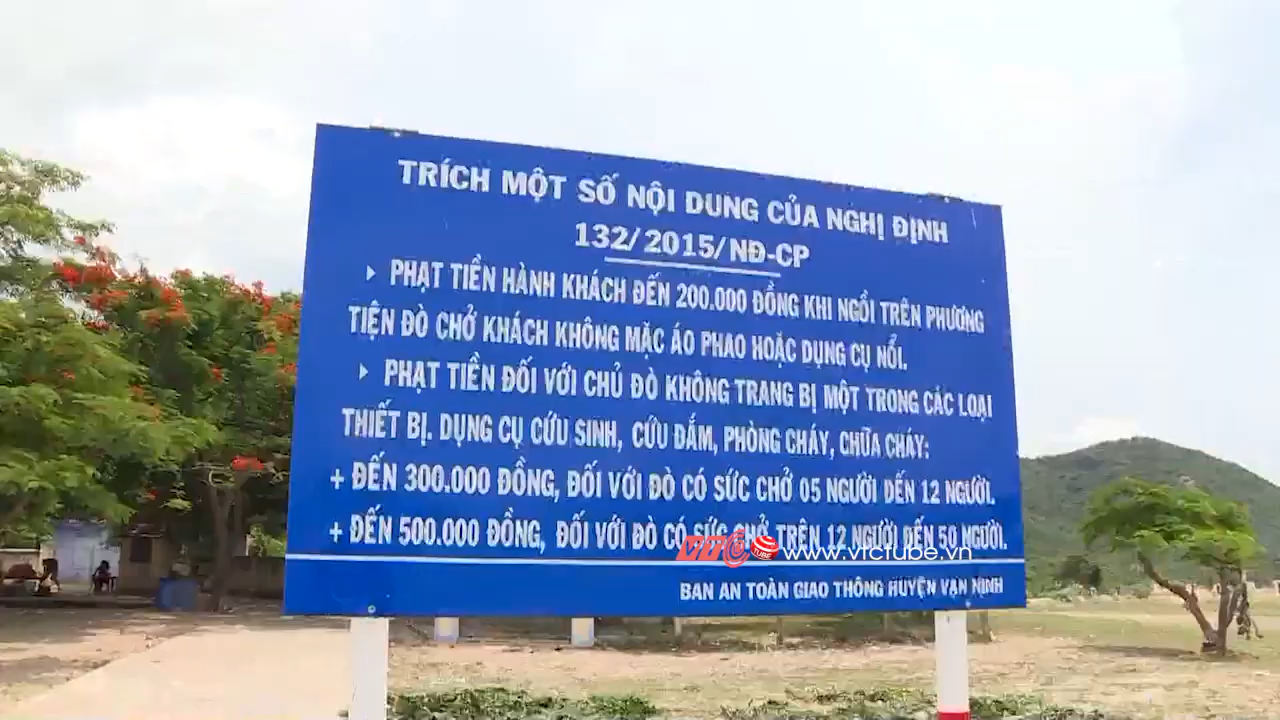 TRÍCH MỘT SỐ NỘI DUNG CỦA NGHỊ ĐỊNH
132/2015/NĐ-CP
▸ PHẠT TIỀN HÀNH KHÁCH ĐẾN 200.000 ĐỒNG KHI NGỒI TRÊN PHƯƠNG
TIỆN ĐÒ CHỞ KHÁCH KHÔNG MẶC ÁO PHAO HOẶC DỤNG CỤ NỔI.
▸ PHẠT TIỀN ĐỐI VỚI CHỦ ĐÒ KHÔNG TRANG BỊ MỘT TRONG CÁC LOẠI
THIẾT BỊ. DỤNG CỤ CỨU SINH, CỨU ĐẮM, PHÒNG CHÁY, CHỮA CHÁY:
+ ĐẾN 300.000 ĐỒNG, ĐỐI VỚI ĐÒ CÓ SỨC CHỞ 05 NGƯỜI ĐẾN 12 NGƯỜI.
+ ĐẾN 500.000 ĐỒNG, ĐỐI VỚI ĐÒ CÓ SỨC CHỞ TRÊN 12 NGƯỜI ĐẾN 50 NGƯỜI.
VTC TUBE www.vtctube.vn
BAN AN TOÀN GIAO THÔNG HUYỆN VẠN NINH